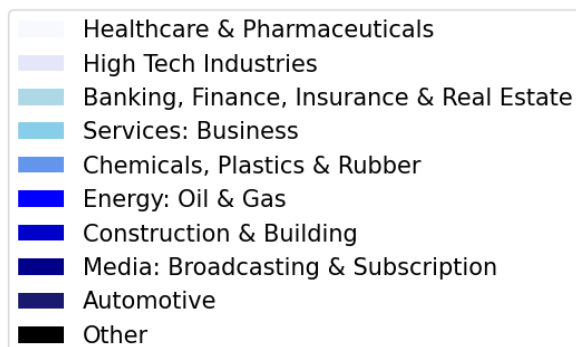 Healthcare & Pharmaceuticals
High Tech Industries
Banking, Finance, Insurance & Real Estate
Services: Business
Chemicals, Plastics & Rubber
Energy: Oil & Gas
Construction & Building
Media: Broadcasting & Subscription
Automotive
Other